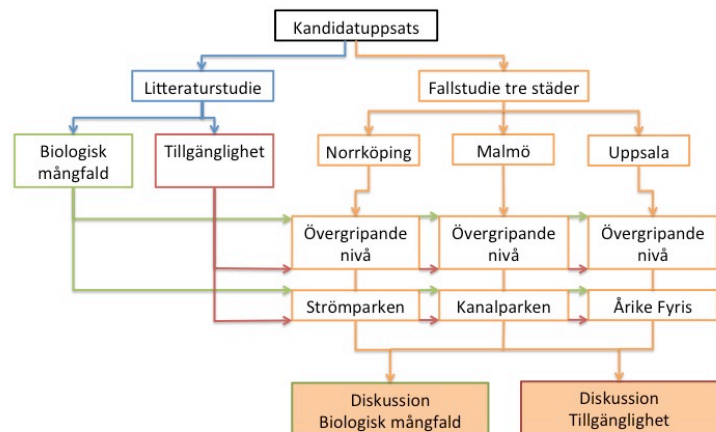 Kandidatuppsats
Litteraturstudie
Fallstudie tre städer
Biologisk
mångfald
Tillgänglighet
Norrköping
Malmö
Uppsala
Övergripande
nivå
Övergripande
nivå
Övergripande
nivå
Strömparken
Kanalparken
Årike Fyris
Diskussion
Biologisk mångfald
Diskussion
Tillgänglighet